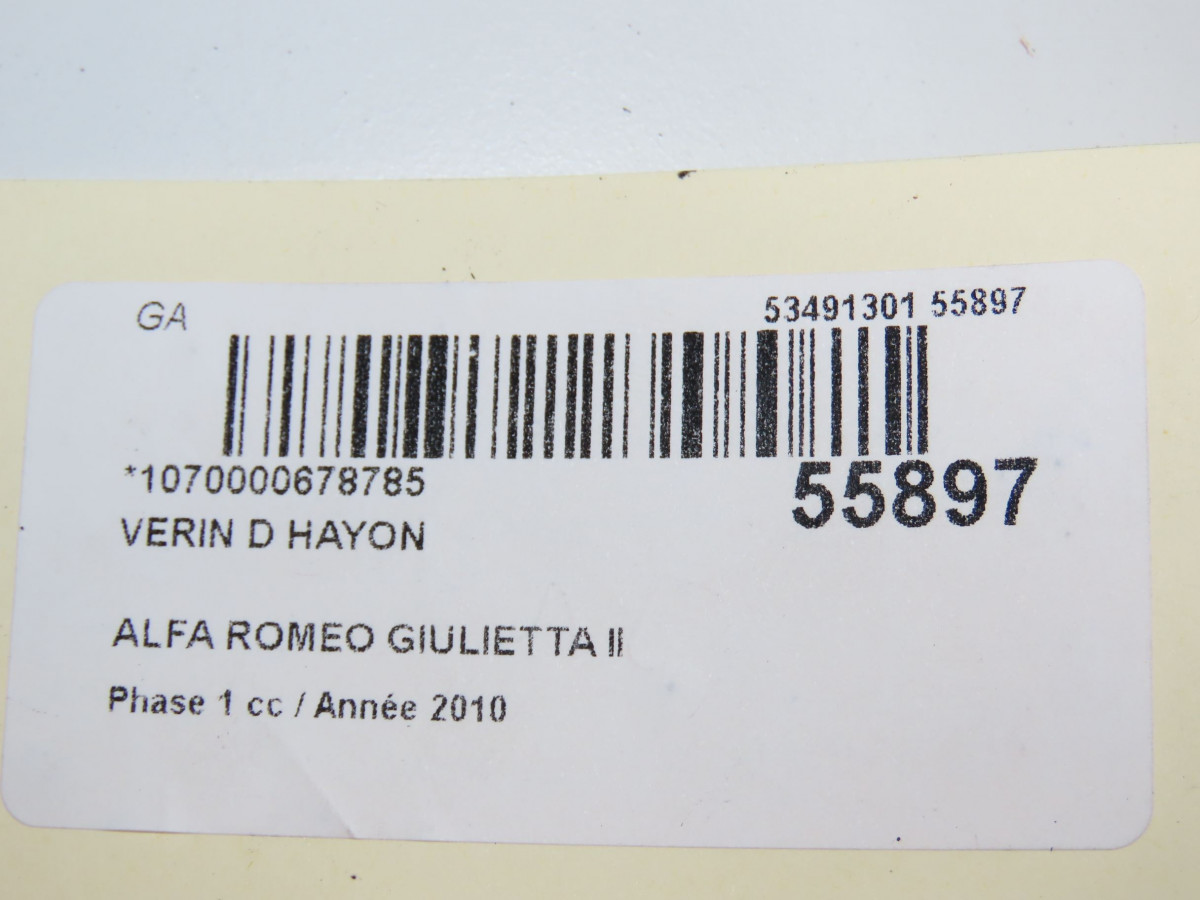 GA
53491301 55897
*1070000678785
55897
VERIN D HAYON
ALFA ROMEO GIULIETTA II
Phase 1 cc / Année 2010